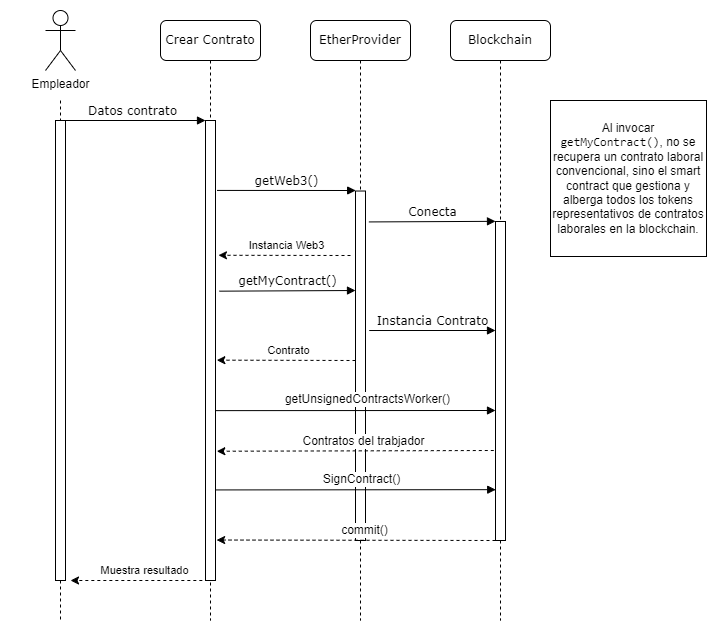 Crear Contrato
EtherProvider
Blockchain
Empleador
Datos contrato
Al invocar
getMyContract(), no se
recupera un contrato laboral
convencional, sino el smart
contract que gestiona y
alberga todos los tokens
representativos de contratos
laborales en la blockchain.
getWeb3()
Conecta
Instancia Web3
getMyContract()
Instancia Contrato
Contrato
getUnsignedContractsWorker()
Contratos del trabjador
SignContract()
commit()
Muestra resultado